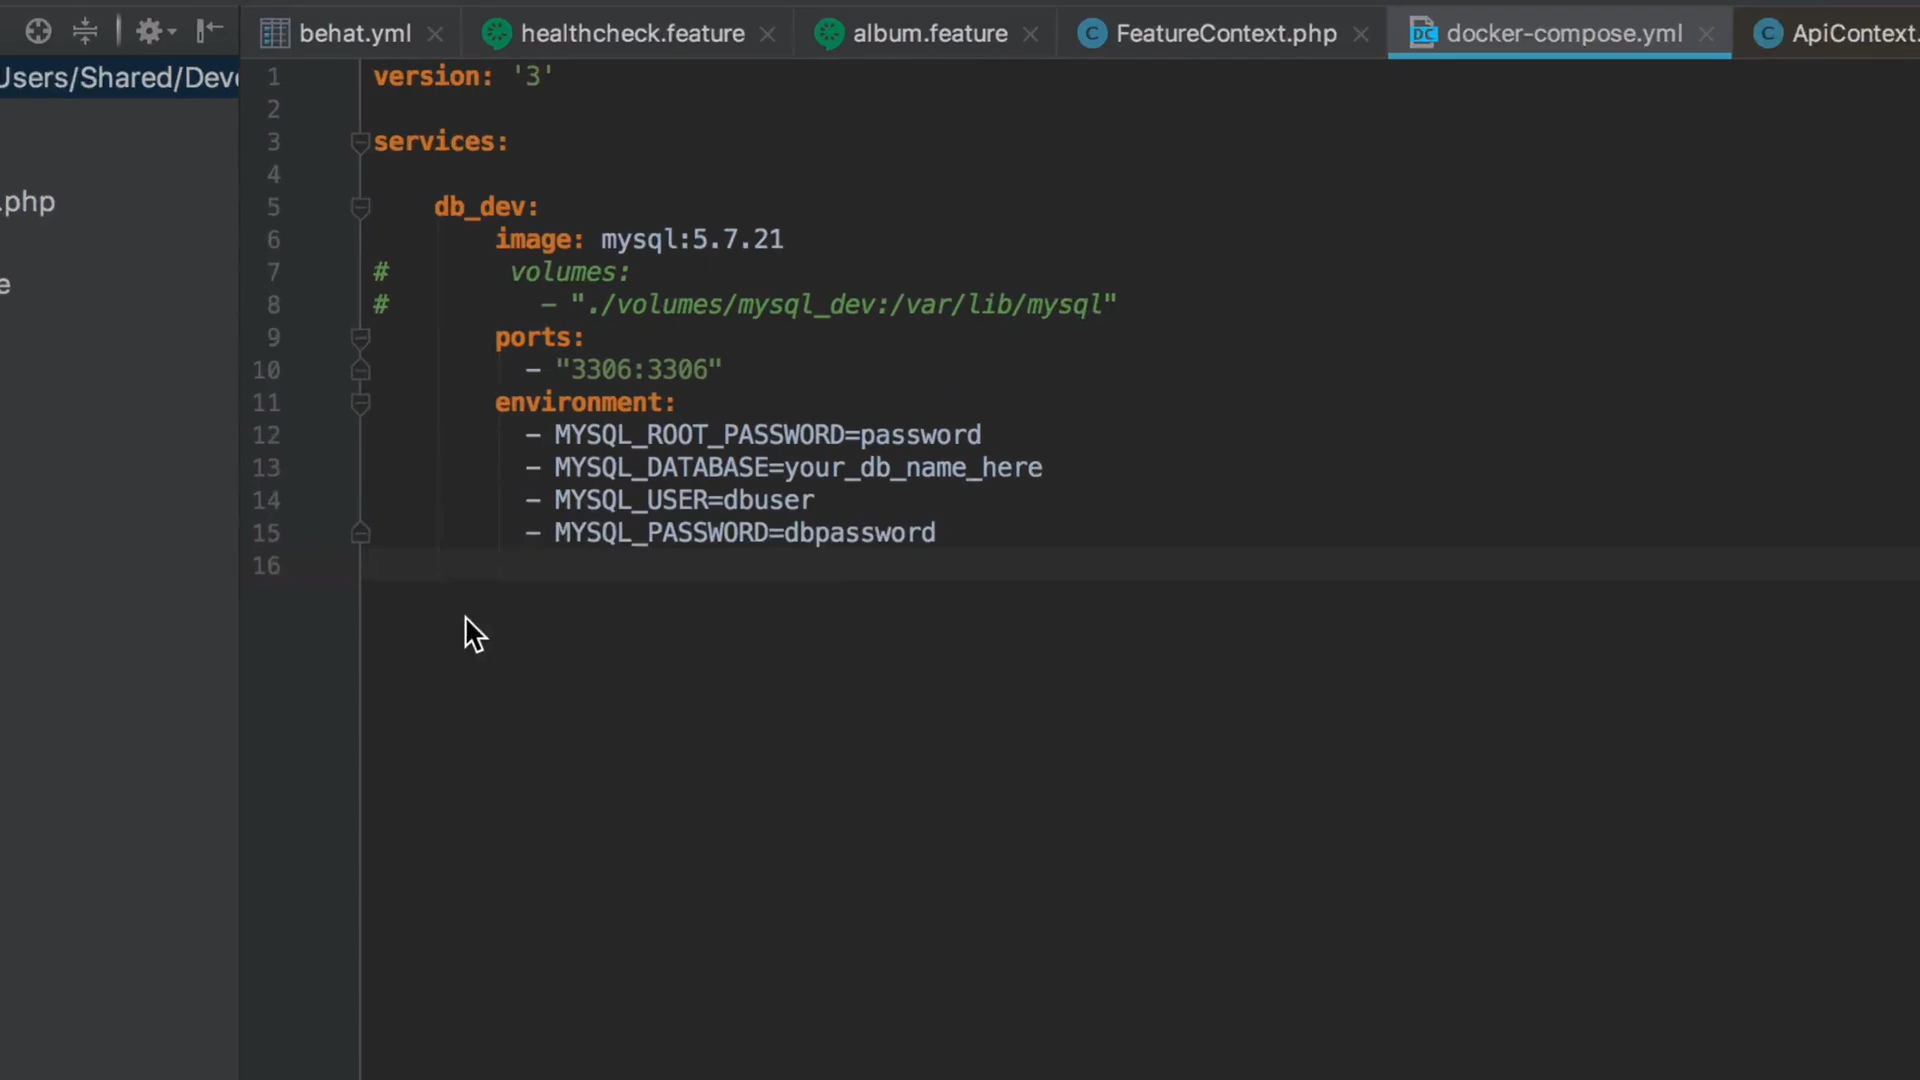 behat.yml healthcheck.feature album.feature FeatureContext.php docker-compose.yml ApiContext.
Users/Shared/Deve
.php
e
1 version: '3'
2
3 services:
4
5 db_dev:
6 image: mysql:5.7.21
7 # volumes:
8 # - "./volumes/mysql_dev:/var/lib/mysql"
9 ports:
10 - "3306:3306"
11 environment:
12 - MYSQL_ROOT_PASSWORD=password
13 - MYSQL_DATABASE=your_db_name_here
14 - MYSQL_USER=dbuser
15 - MYSQL_PASSWORD=dbpassword
16